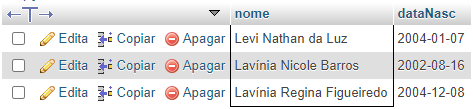 nome dataNasc
Edita Copiar Apagar Levi Nathan da Luz 2004-01-07
Edita Copiar Apagar Lavínia Nicole Barros 2002-08-16
Edita Copiar Apagar Lavínia Regina Figueiredo 2004-12-08